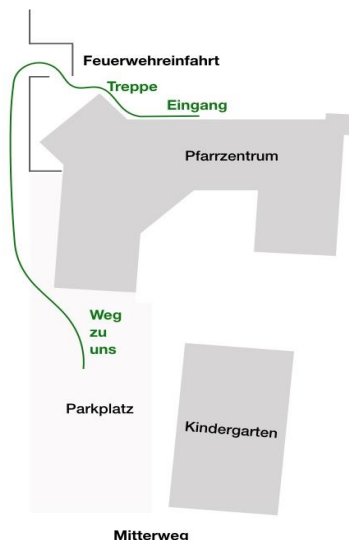 Feuerwehreinfahrt
Treppe
Eingang
Pfarrzentrum
Weg
zu
uns
Parkplatz
Kindergarten
Mitterweg